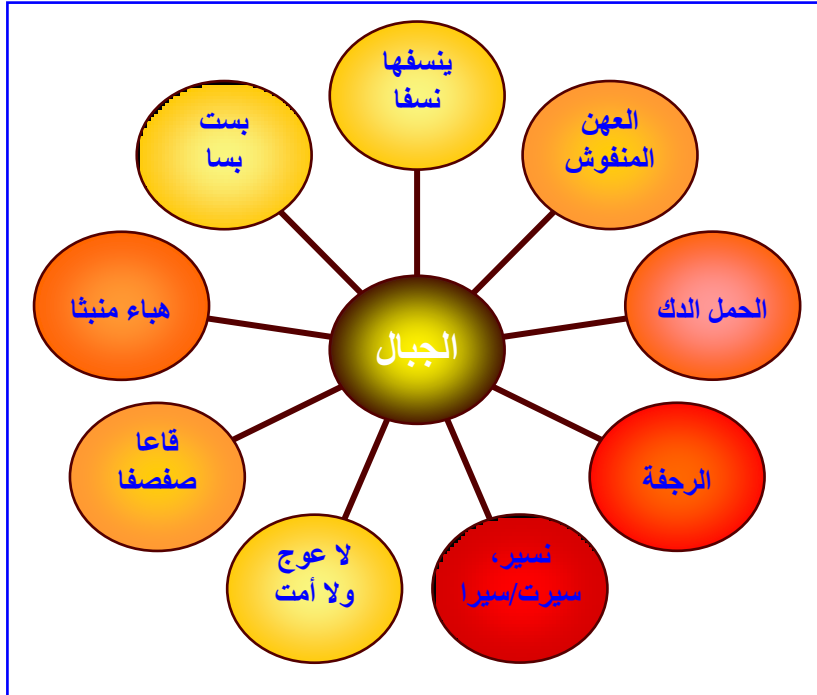 ينسفها
نسفا
العهن
المنفوش
الحمل الدك
الرجفة
نسير،
سيرت/سيرا
لا عوج
ولا أمت
قاعا
صفصفا
هباء منبثا
بست
بسا
الجبال